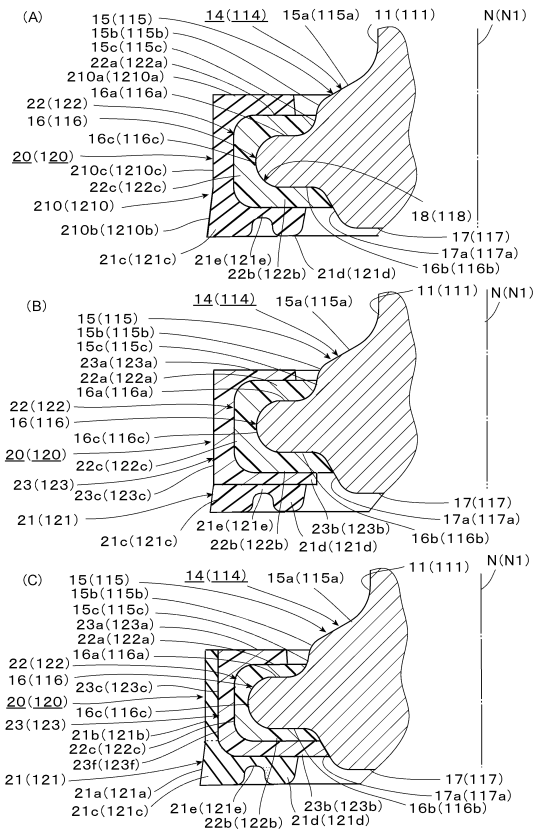 (A)
15(115)
14(114)
15a(115a)
11(111)
N(N1)
15b(115b)
15c(115c)
22a(122a)
210a(1210a)
16a(116a)
22(122)
16(116)
16c(116c)
20(120)
210c(1210c)
22c(122c)
210(1210)
18(118)
210b(1210b)
17(117)
17a(117a)
21c(121c)
21e(121e)
16b(116b)
22b(122b)
21d(121d)
(B)
14(114)
15a(115a)
11(111)
N(N1)
15(115)
15b(115b)
15c(115c)
23a(123a)
22a(122a)
16a(116a)
22(122)
16(116)
16c(116c)
20(120)
22c(122c)
23(123)
23c(123c)
17(117)
21(121)
17a(117a)
21e(121e)
23b(123b)
21c(121c)
16b(116b)
22b(122b)
21d(121d)
(C)
15(115)
14(114)
15a(115a)
11(111)
N(N1)
15b(115b)
15c(115c)
23a(123a)
22a(122a)
16a(116a)
22(122)
16(116)
23c(123c)
20(120)
16c(116c)
23(123)
21b(121b)
22c(122c)
23f(123f)
21(121)
17(117)
21a(121a)
17a(117a)
21c(121c)
23b(123b)
16b(116b)
21e(121e)
22b(122b)
21d(121d)